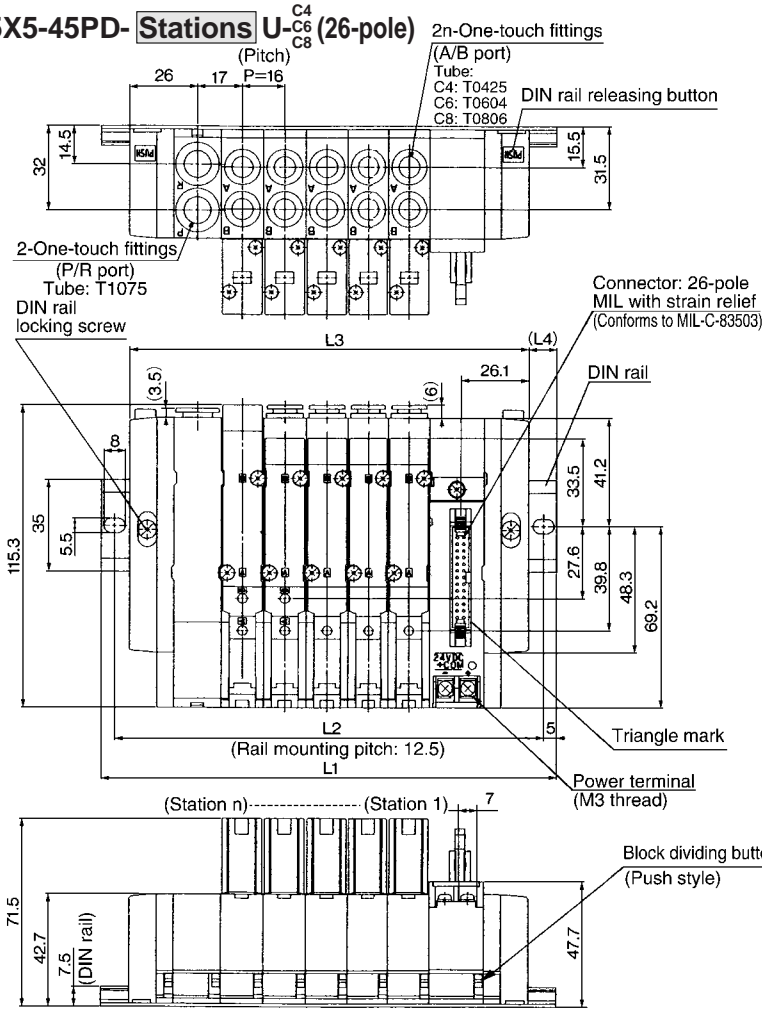 5X5-45PD- Stations U-C4 C6 C8 (26-pole)
2n-One-touch fittings
(A/B port)
Tube:
C4: T0425
C6: T0604
C8: T0806
DIN rail releasing button
(Pitch)
26
17
P=16
32
14.5
PUSH
R
P
A
A
A
A
A
B
B
B
B
B
PUSH
15.5
31.5
2-One-touch fittings
(P/R port)
Tube: T1075
DIN rail
locking screw
Connector: 26-pole
MIL with strain relief
(Conforms to MIL-C-83503)
L3
(L4)
26.1
DIN rail
(3.5)
(6)
8
35
5.5
115.3
33.5
41.2
27.6
39.8
48.3
69.2
24VDC
+COM
-
+
L2
5
(Rail mounting pitch: 12.5)
L1
Triangle mark
Power terminal
(M3 thread)
(Station n)
(Station 1)
7
Block dividing butto
(Push style)
71.5
42.7
7.5
(DIN rail)
47.7